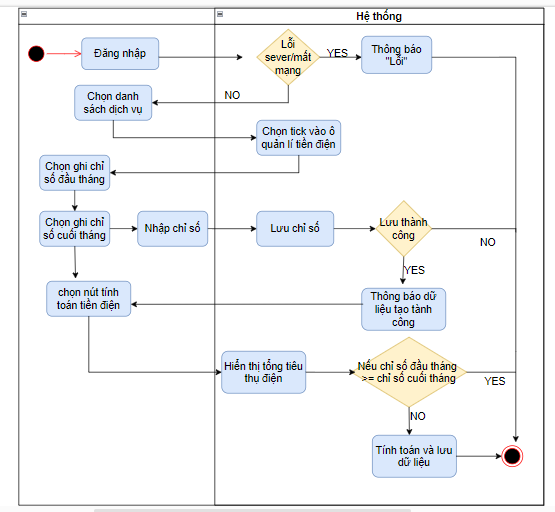 Hệ thống
Đăng nhập
Lỗi
sever/mất
mạng
YES
Thông báo
"Lỗi"
NO
Chọn danh
sách dịch vụ
Chọn tick vào ô
quản lí tiền điện
Chọn ghi chỉ
số đầu tháng
Chọn ghi chỉ
số cuối tháng
Nhập chỉ số
Lưu chỉ số
Lưu thành
công
NO
YES
chọn nút tính
toán tiền điện
Thông báo dữ
liệu tạo tành
công
Hiển thị tổng tiêu
thụ điện
Nếu chỉ số đầu tháng
>= chỉ số cuối tháng
YES
NO
Tính toán và lưu
dữ liệu